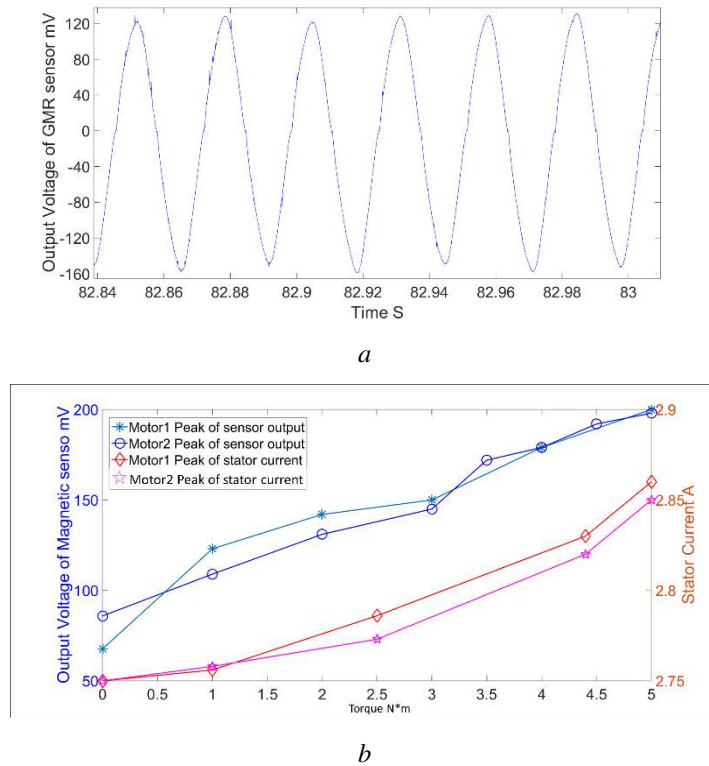 120
80
40
0
-40
-80
-120
-160
Output Voltage of GMR sensor mV
82.84 82.86 82.88 82.9 82.92 82.94 82.96 82.98 83
Time S
a
200
150
100
50
Output Voltage of Magnetic senso mV
Motor1 Peak of sensor output
Motor2 Peak of sensor output
Motor1 Peak of stator current
Motor2 Peak of stator current
2.9
2.85
2.8
2.75
Stator Current A
0 0.5 1 1.5 2 2.5 3 3.5 4 4.5 5
Torque N*m
b